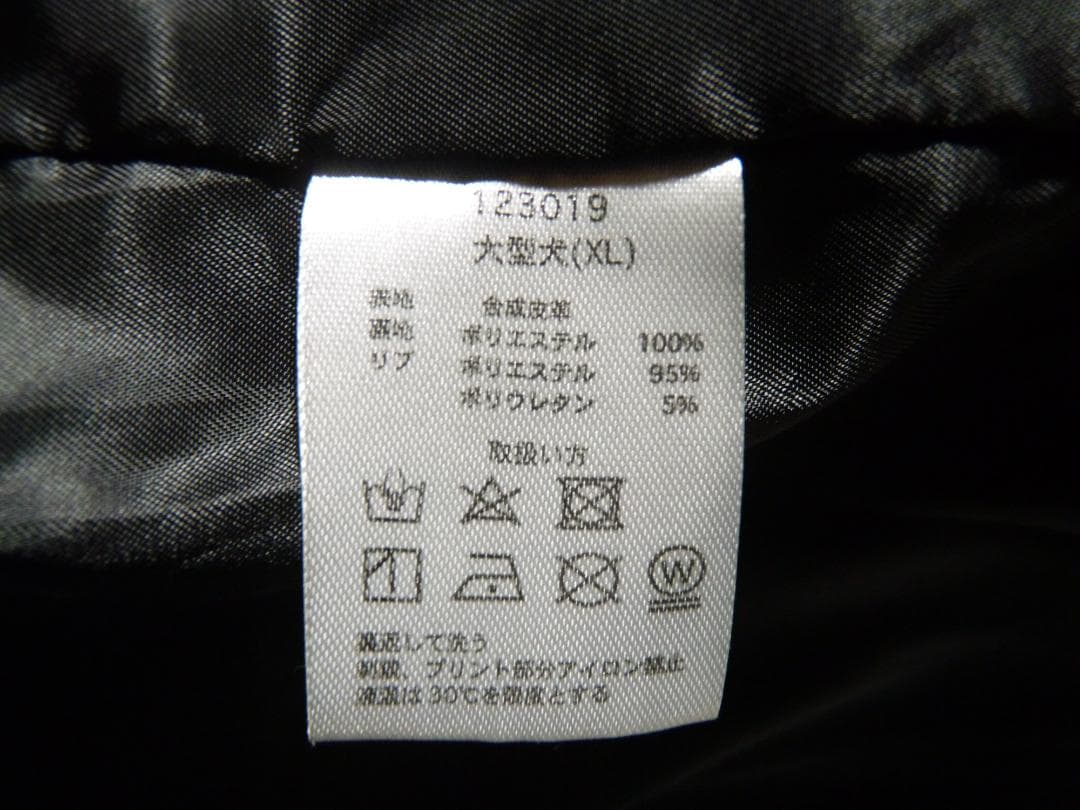 123019
大型犬(XL)
表地 合成皮革
裏地 ポリエステル 100%
リブ ポリエステル 95%
ポリウレタン 5%
取扱い方
W
裏返して洗う
刺繍、プリント部分アイロン禁止
液温は30℃を限度とする